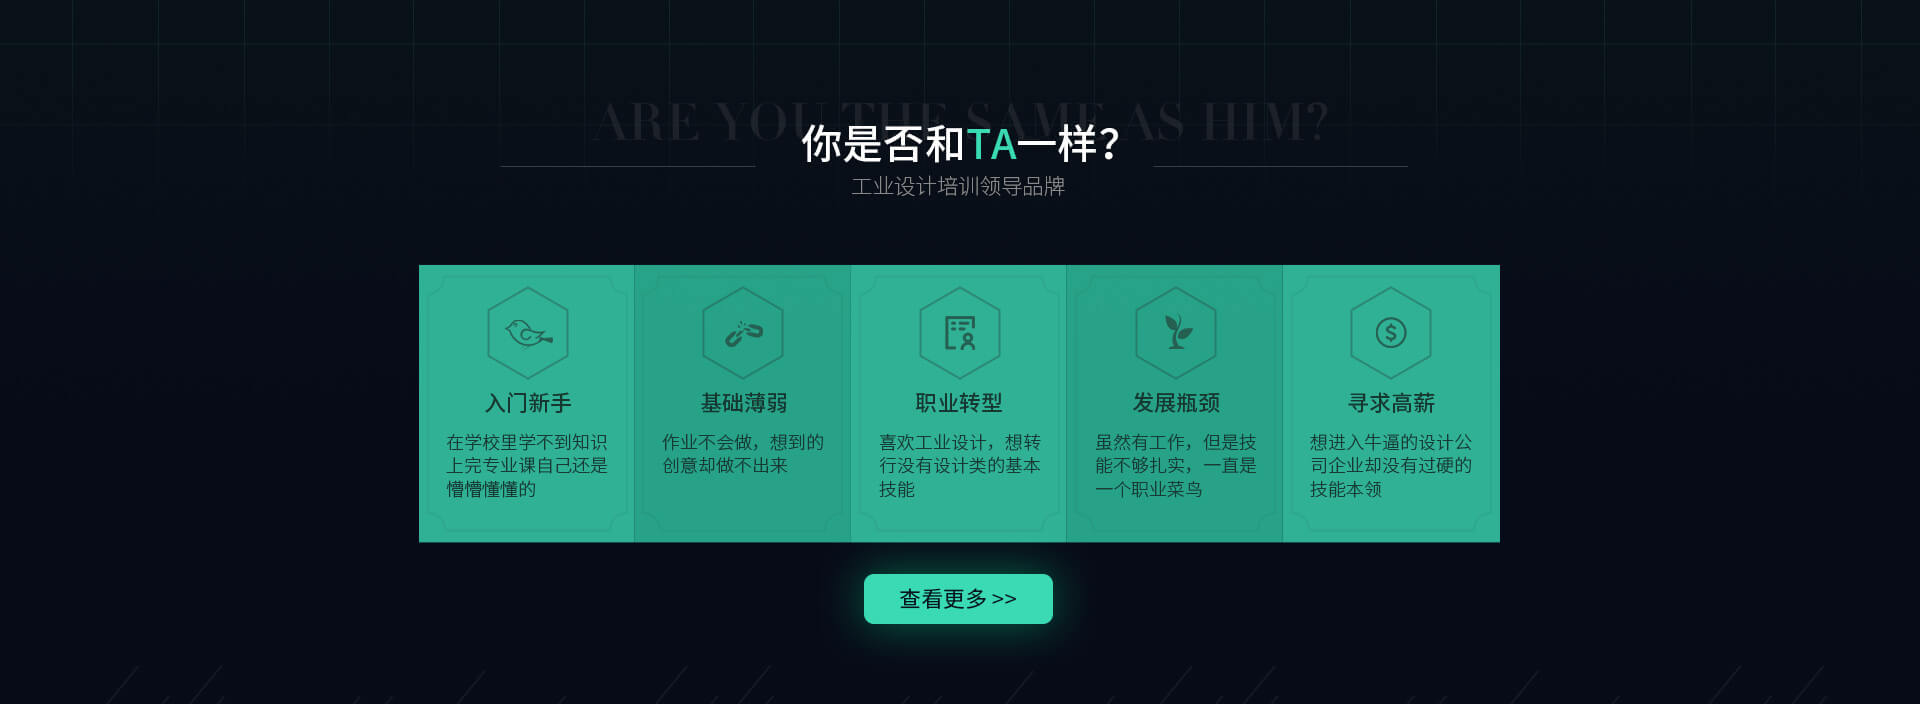 ARE YOU THE SAME AS HIM?
你是否和TA一样?
工业设计培训领导品牌
入门新手
在学校里学不到知识
上完专业课自己还是
懵懵懂懂的
基础薄弱
作业不会做，想到的
创意却做不出来
职业转型
喜欢工业设计，想转
行没有设计类的基本
技能
发展瓶颈
虽然有工作，但是技
能不够扎实，一直是
一个职业菜鸟
寻求高薪
想进入牛逼的设计公
司企业却没有过硬的
技能本领
查看更多 >>